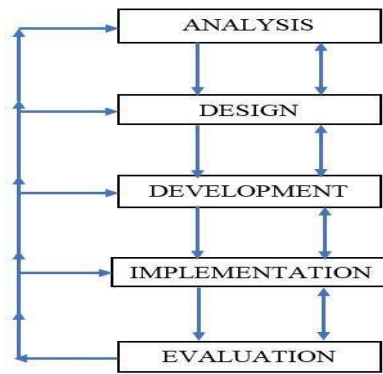 ANALYSIS
DESIGN
DEVELOPMENT
IMPLEMENTATION
EVALUATION